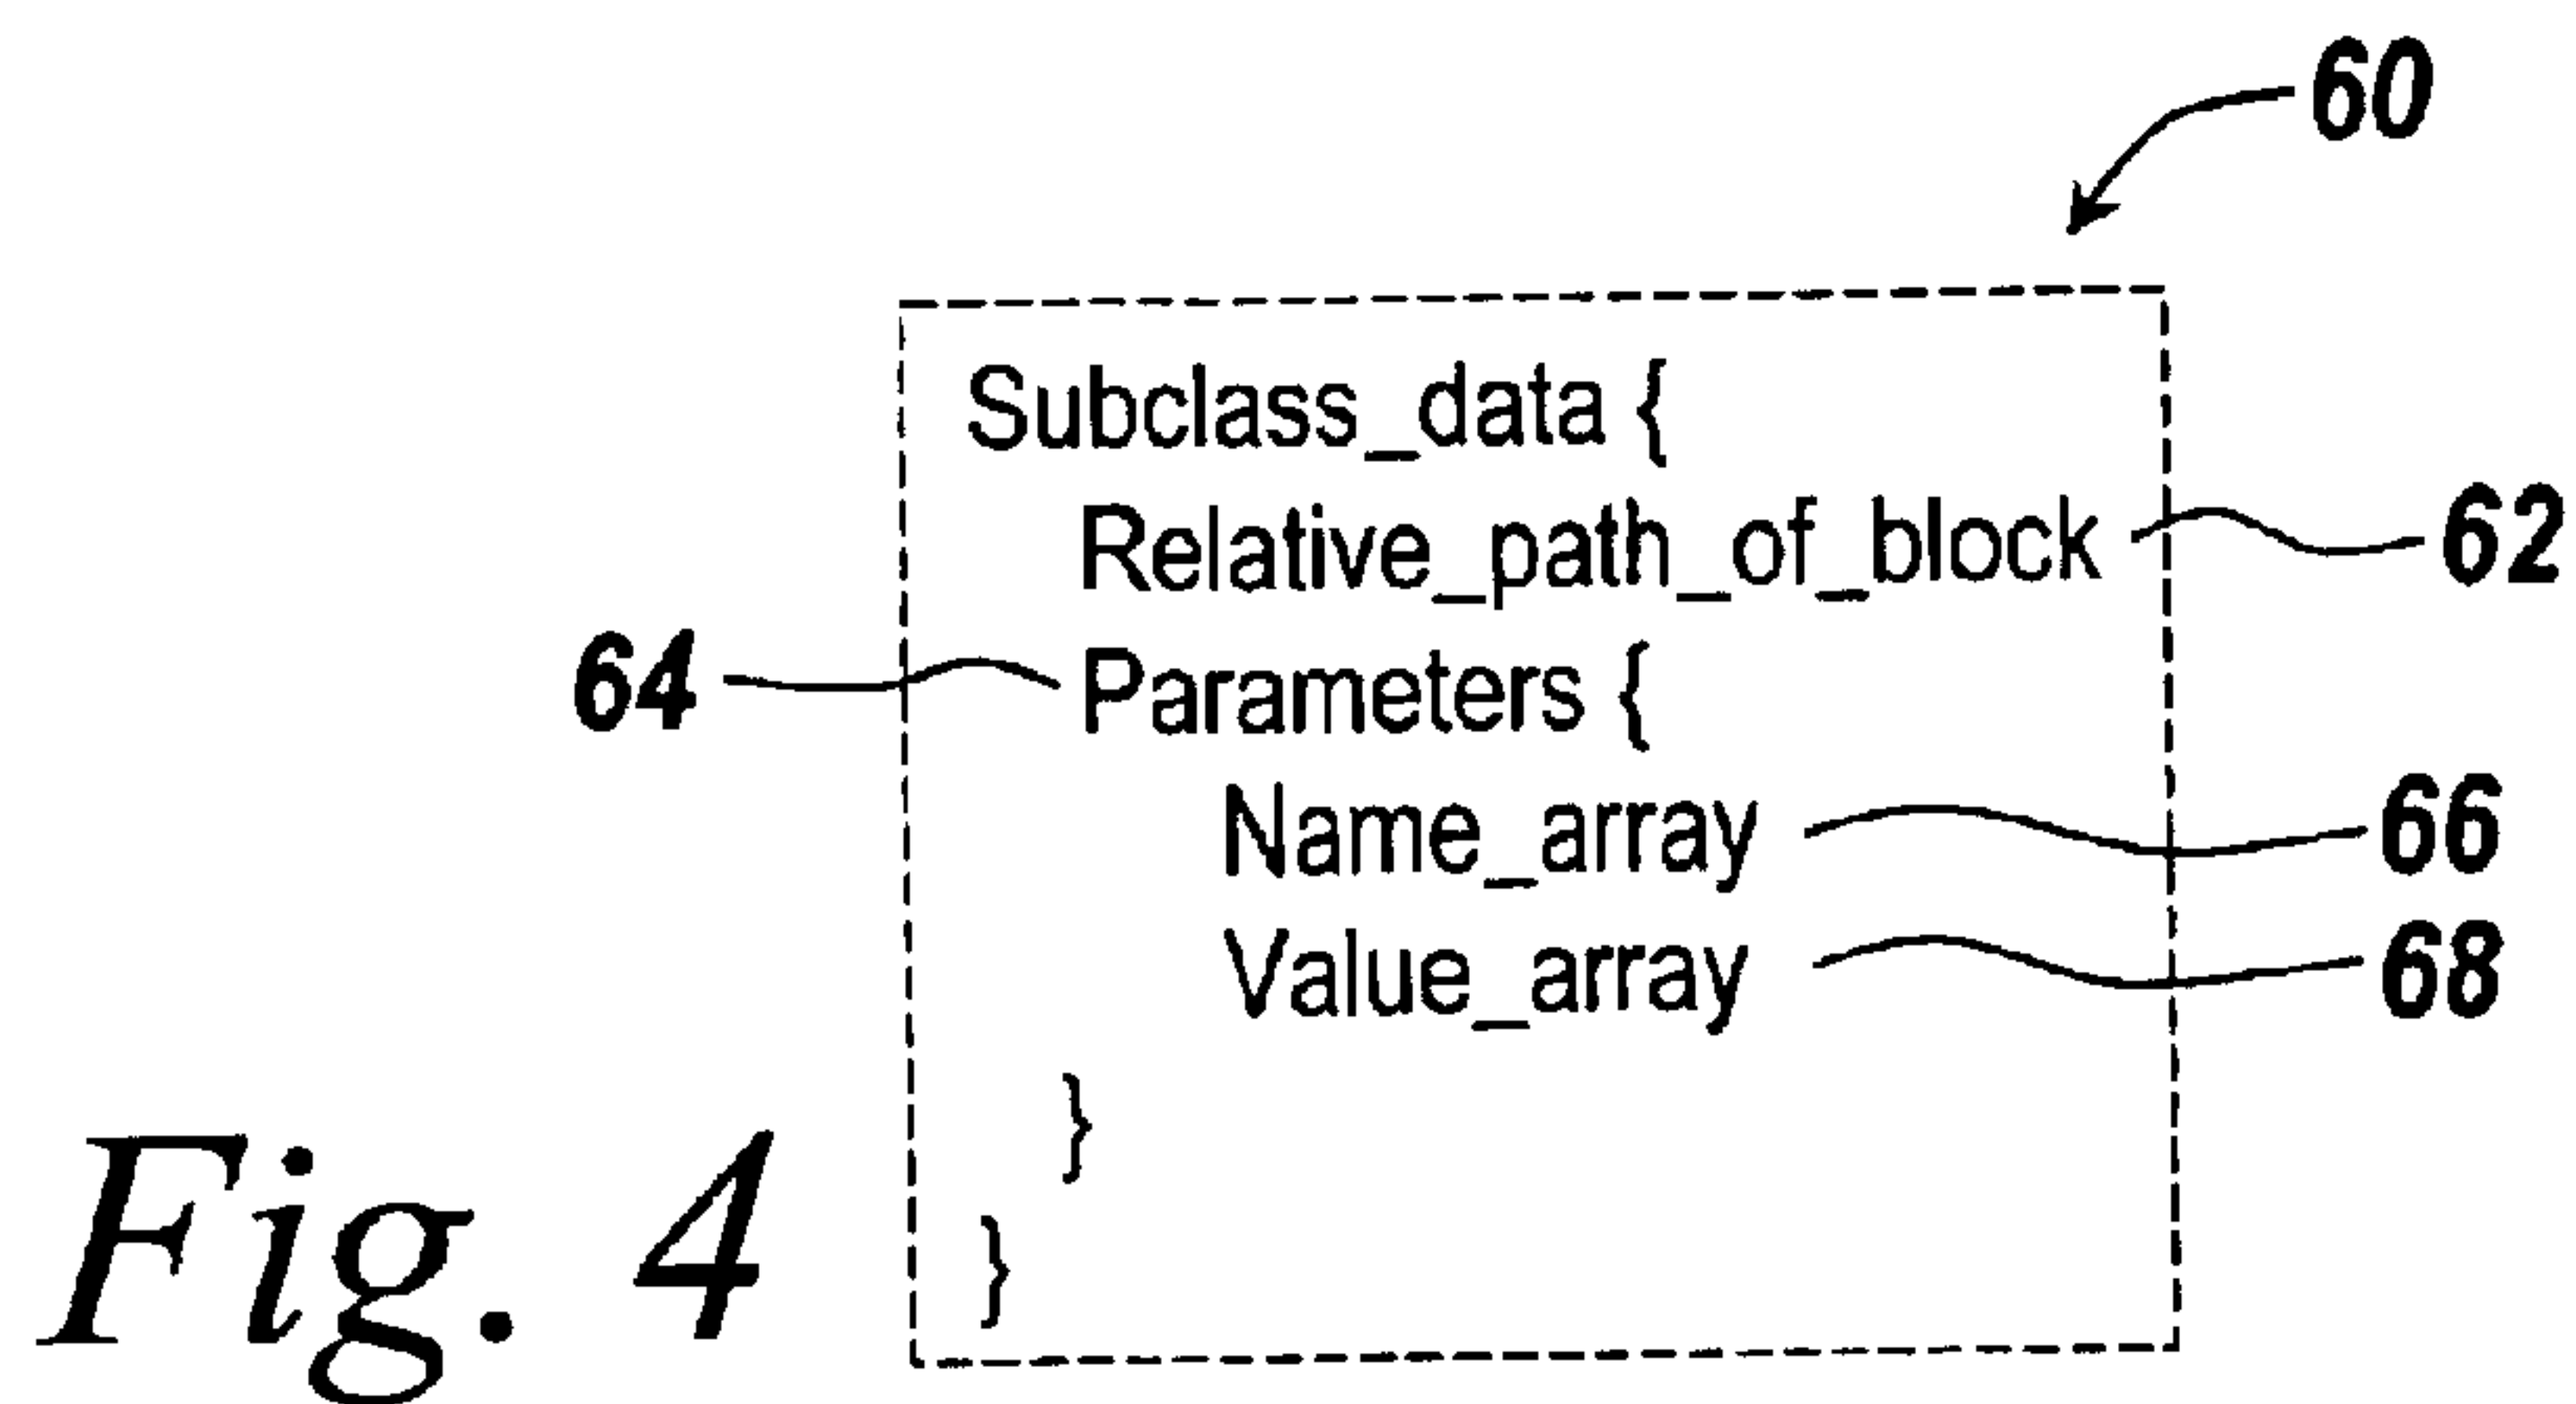 60
Subclass_data {
Relative_path_of_block 62
64 Parameters {
Name_array 66
Value_array 68
}
}
Fig. 4